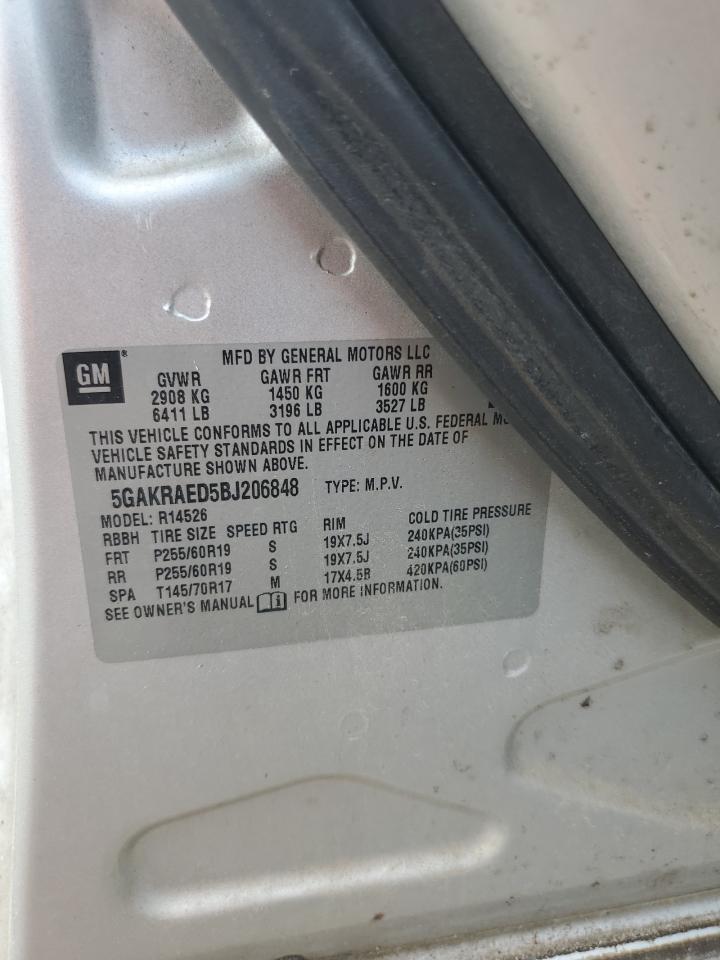 GM® MFD BY GENERAL MOTORS LLC
GVWR GAWR FRT GAWR RR
2908 KG 1450 KG 1600 KG
6411 LB 3196 LB 3527 LB
THIS VEHICLE CONFORMS TO ALL APPLICABLE U.S. FEDERAL
VEHICLE SAFETY STANDARDS IN EFFECT ON THE DATE OF
MANUFACTURE SHOWN ABOVE.
5GAKRAED5BJ206848 TYPE: M.P.V.
MODEL: R14526
RBBH TIRE SIZE SPEED RTG RIM COLD TIRE PRESSURE
FRT P255/60R19 S 19X7.5J 240KPA(35PSI)
RR P255/60R19 S 19X7.5J 240KPA(35PSI)
SPA T145/70R17 M 17X4.5B 420KPA(60PSI)
SEE OWNER'S MANUAL FOR MORE INFORMATION.